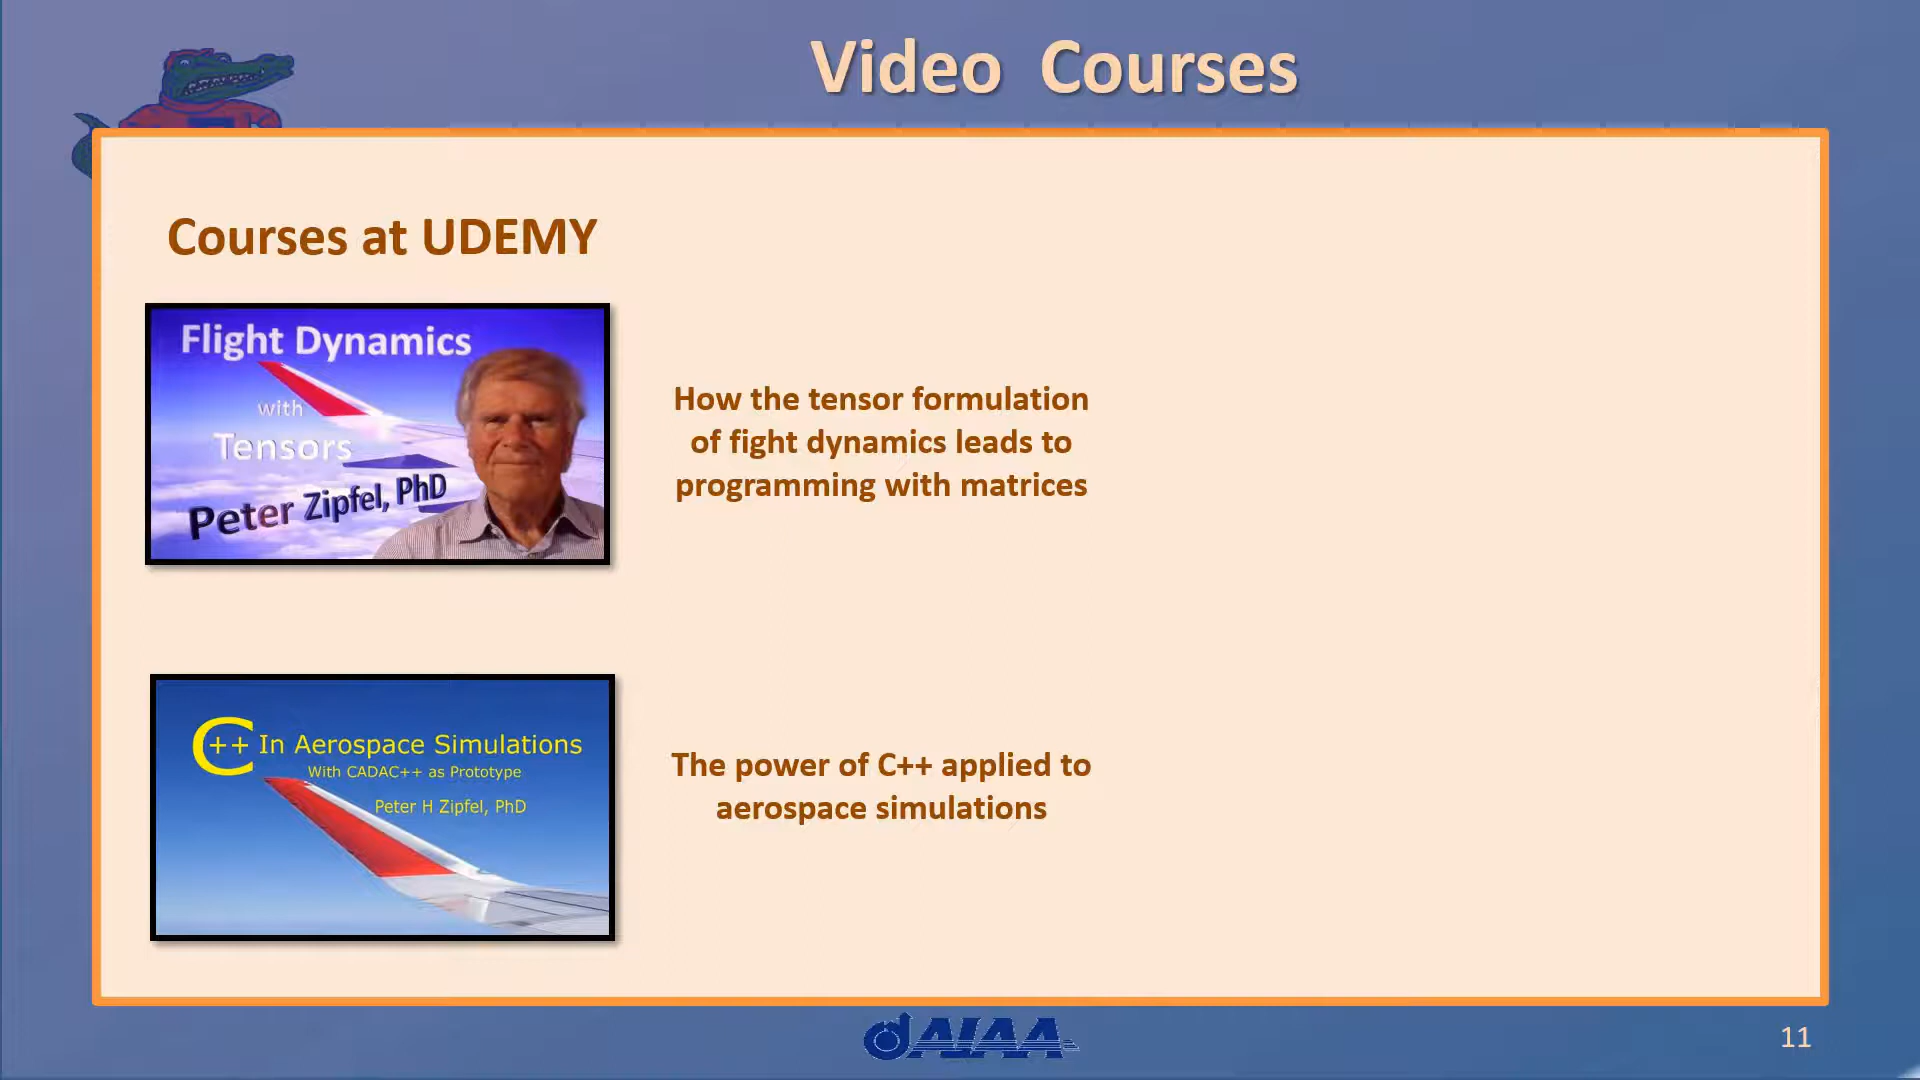 Video Courses
Courses at UDEMY
Flight Dynamics
with
Tensors
Peter Zipfel, PhD
How the tensor formulation
of fight dynamics leads to
programming with matrices
C++ In Aerospace Simulations
With CADAC++ as Prototype
Peter H Zipfel, PhD
The power of C++ applied to
aerospace simulations
AIAA
11